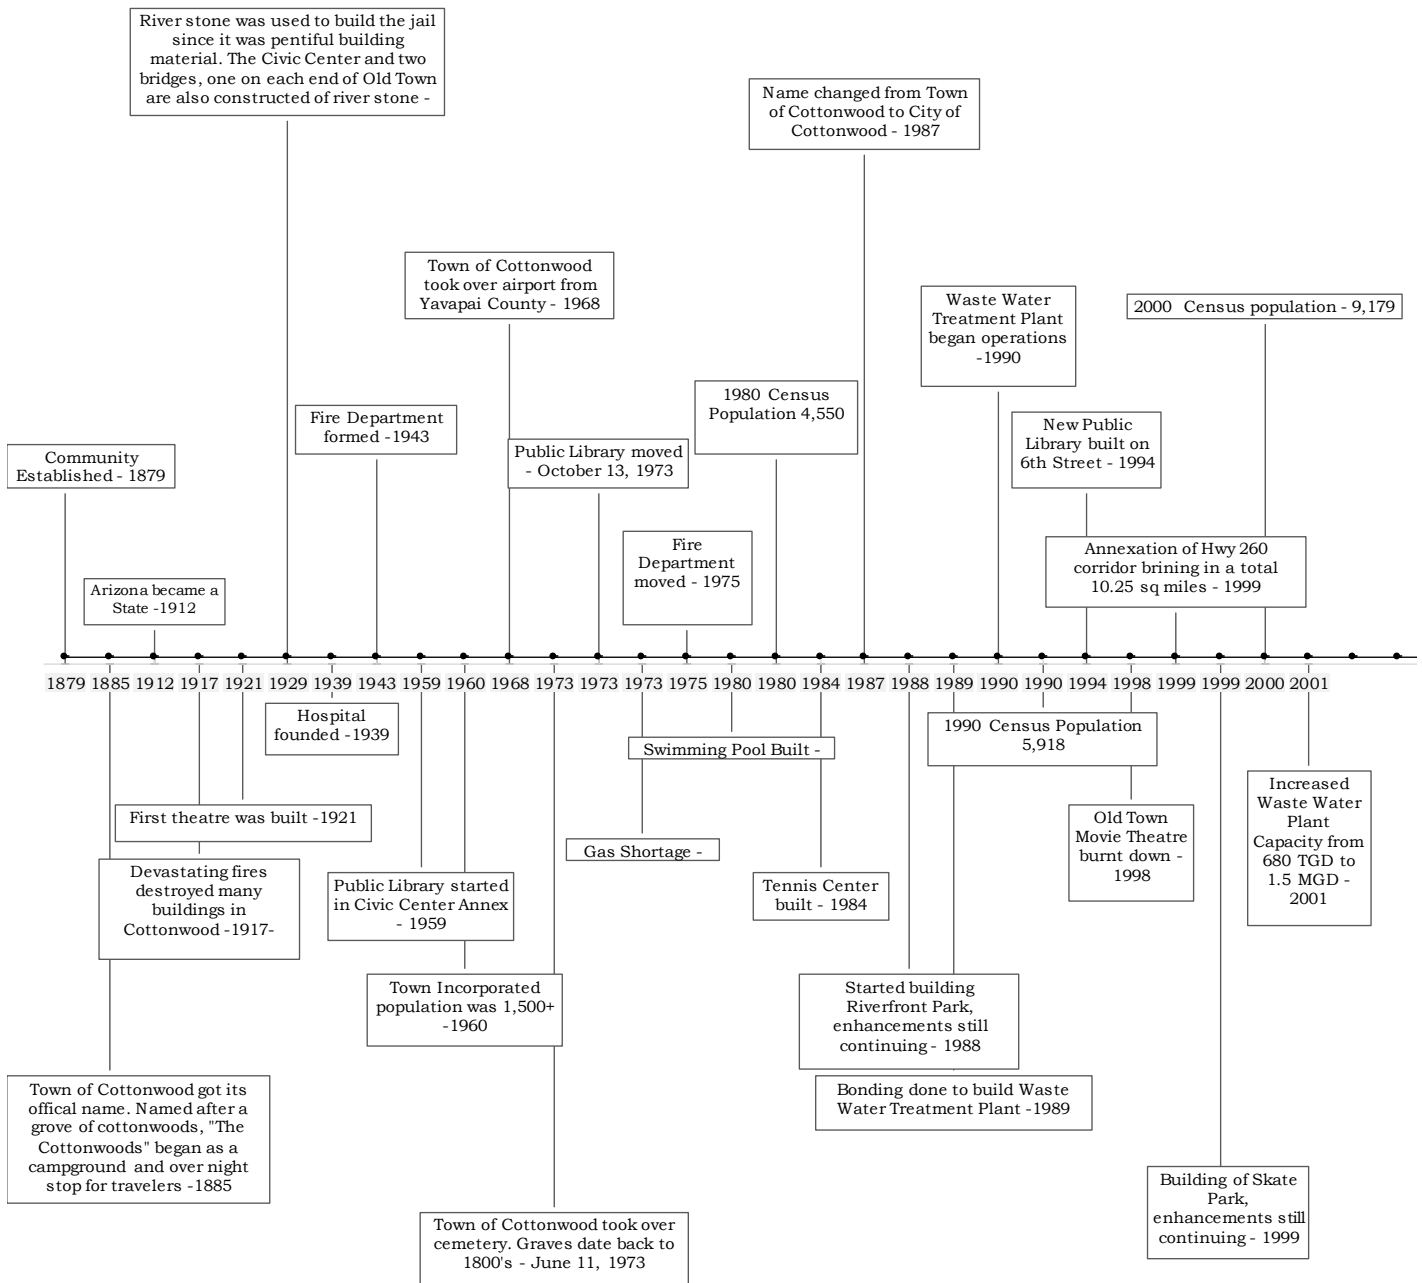 River stone was used to build the jail
since it was pentiful building
material. The Civic Center and two
bridges, one on each end of Old Town
are also constructed of river stone -
Name changed from Town
of Cottonwood to City of
Cottonwood - 1987
Town of Cottonwood
took over airport from
Yavapai County - 1968
Waste Water
Treatment Plant
began operations
-1990
2000 Census population - 9,179
1980 Census
Population 4,550
Fire Department
formed -1943
New Public
Library built on
6th Street - 1994
Community
Established - 1879
Public Library moved
- October 13, 1973
Fire
Department
moved - 1975
Annexation of Hwy 260
corridor brining in a total
10.25 sq miles - 1999
Arizona became a
State -1912
1879 1885 1912 1917 1921 1929 1939 1943 1959 1960 1968 1973 1973 1973 1975 1980 1980 1984 1987 1988 1989 1990 1990 1994 1998 1999 1999 2000 2001
Hospital
founded -1939
1990 Census Population
5,918
Swimming Pool Built -
Increased
Waste Water
Plant
Capacity from
680 TGD to
1.5 MGD -
2001
First theatre was built -1921
Old Town
Movie Theatre
burnt down -
1998
Gas Shortage -
Devastating fires
destroyed many
buildings in
Cottonwood -1917-
Public Library started
in Civic Center Annex
- 1959
Tennis Center
built - 1984
Town Incorporated
population was 1,500+
-1960
Started building
Riverfront Park,
enhancements still
continuing - 1988
Town of Cottonwood got its
offical name. Named after a
grove of cottonwoods, "The
Cottonwoods" began as a
campground and over night
stop for travelers -1885
Bonding done to build Waste
Water Treatment Plant -1989
Building of Skate
Park,
enhancements still
continuing - 1999
Town of Cottonwood took over
cemetery. Graves date back to
1800's - June 11, 1973